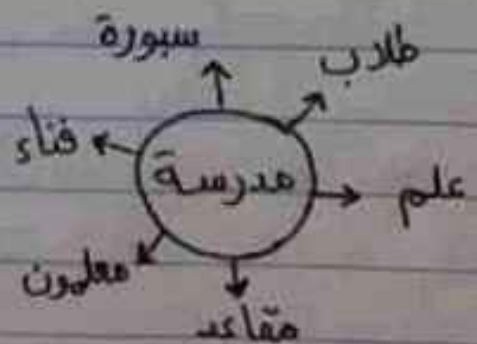 سبورة
طلاب
فناء
مدرسة
علم
معلمون
مقاعد